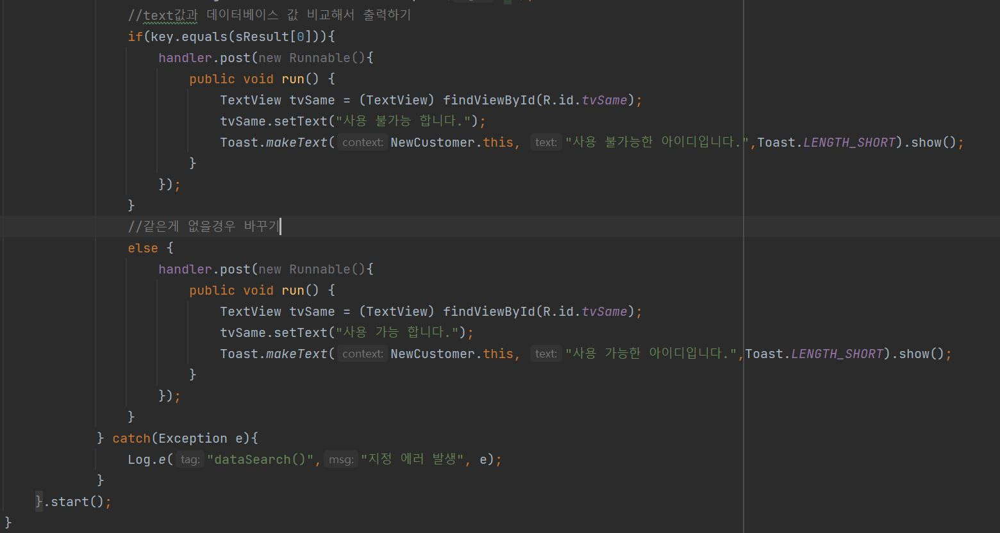 //text값과 데이터베이스 값 비교해서 출력하기
if(key.equals(sResult[0])){
handler.post(new Runnable(){
public void run() {
TextView tvSame = (TextView) findViewById(R.id.tvSame);
tvSame.setText("사용 불가능 합니다.");
Toast.makeText( context: NewCustomer.this, text: "사용 불가능한 아이디입니다.",Toast.LENGTH_SHORT).show();
}
});
}
//같은게 없을경우 바꾸기
else {
handler.post(new Runnable(){
public void run() {
TextView tvSame = (TextView) findViewById(R.id.tvSame);
tvSame.setText("사용 가능 합니다.");
Toast.makeText( context: NewCustomer.this, text: "사용 가능한 아이디입니다.",Toast.LENGTH_SHORT).show();
}
});
}
} catch(Exception e){
Log.e( tag: "dataSearch()", msg: "지정 에러 발생", e);
}
}.start();
}